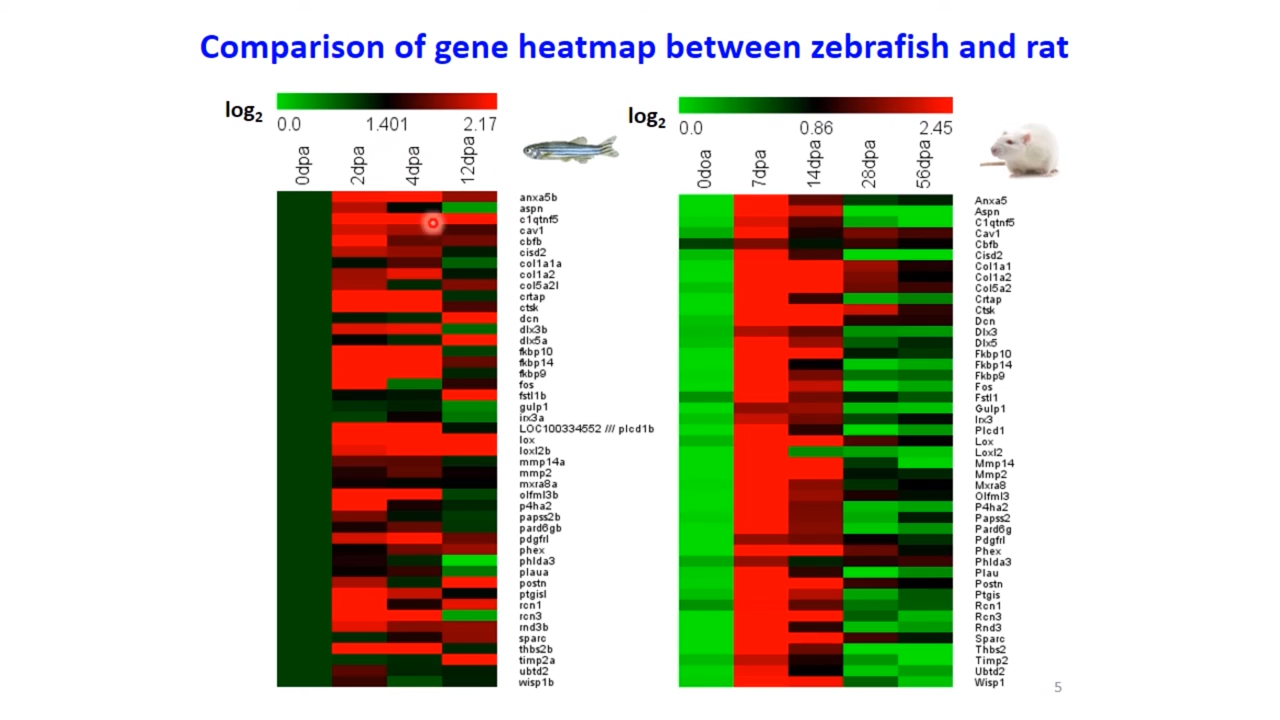 Comparison of gene heatmap between zebrafish and rat
log2
0.0 1.401 2.17
0dpa 2dpa 4dpa 12dpa
anxa5b
aspn
c1qtnf5
cav1
cbfb
cisd2
col1a1a
col1a2
col5a2l
crtap
ctsk
dcn
dlx3b
dlx5a
fkbp10
fkbp14
fkbp9
fos
fstl1b
gulp1
irx3a
LOC100334552 /// plcd1b
lox
loxl2b
mmp14a
mmp2
mxra8a
olfml3b
p4ha2
papss2b
pard6gb
pdgfrl
phex
phlda3
plaua
postn
ptgisl
rcn1
rcn3
rnd3b
sparc
thbs2b
timp2a
ubtd2
wisp1b
log2
0.0 0.86 2.45
0doa 7dpa 14dpa 28dpa 56dpa
Anxa5
Aspn
C1qtnf5
Cav1
Cbfb
Cisd2
Col1a1
Col1a2
Col5a2
Crtap
Ctsk
Dcn
Dlx3
Dlx5
Fkbp10
Fkbp14
Fkbp9
Fos
Fstl1
Gulp1
Irx3
Plcd1
Lox
Loxl2
Mmp14
Mmp2
Mxra8
Olfml3
P4ha2
Papss2
Pard6g
Pdgfrl
Phex
Phlda3
Plau
Postn
Ptgis
Rcn1
Rcn3
Rnd3
Sparc
Thbs2
Timp2
Ubtd2
Wisp1
5